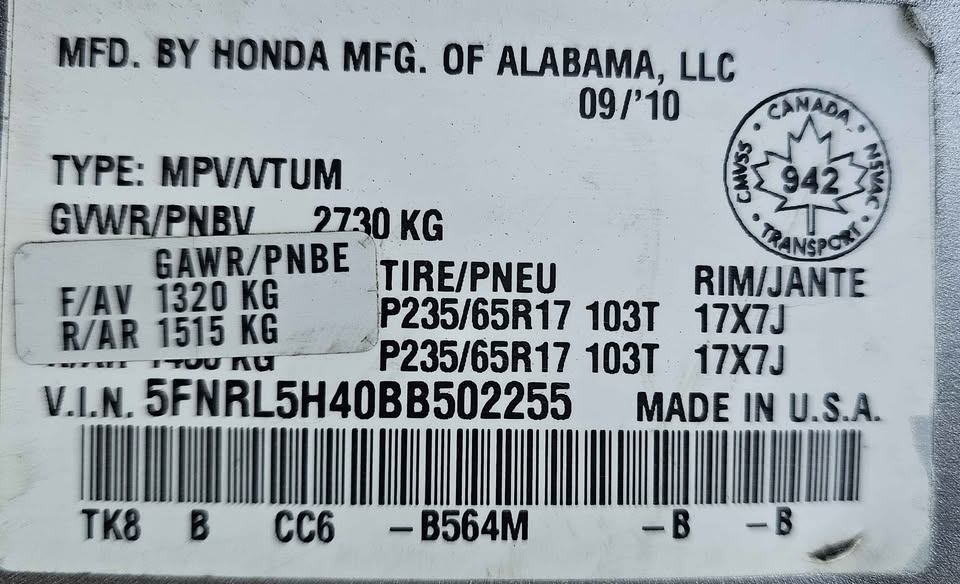 MFD. BY HONDA MFG. OF ALABAMA, LLC
09/'10
CANADA
CMVSS 942 NSVAC
TRANSPORT
TYPE: MPV/VTUM
GVWR/PNBV 2730 KG
GAWR/PNBE TIRE/PNEU RIM/JANTE
F/AV 1320 KG P235/65R17 103T 17X7J
R/AR 1515 KG P235/65R17 103T 17X7J
KG
V.I.N. 5FNRL5H40BB502255 MADE IN U.S.A.
TK8 B CC6 -B564M -B -B